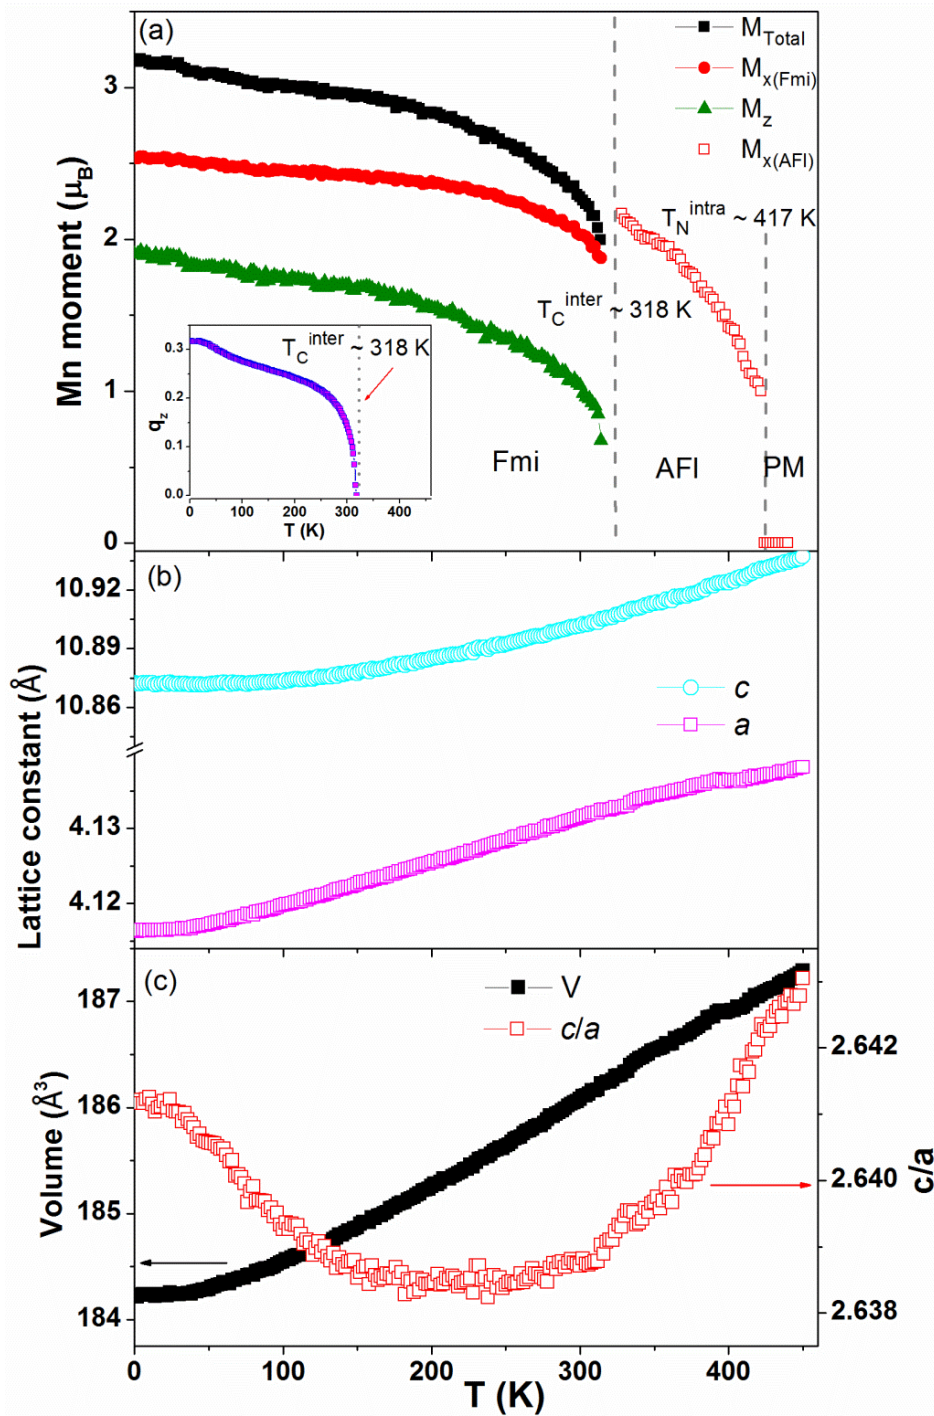 (a)
M_Total
M_x(Fmi)
M_z
M_x(AFI)
3
2
1
0
Mn moment (μ_B)
T_N^intra ~ 417 K
T_C^inter ~ 318 K
Fmi
AFI
PM
T_C^inter ~ 318 K
0.3
0.2
0.1
0.0
q_z
0 100 200 300 400
T (K)
(b)
10.92
10.89
10.86
4.13
4.12
Lattice constant (Å)
c
a
(c)
V
c/a
187
186
185
184
Volume (Å³)
2.642
2.640
2.638
c/a
0 100 200 300 400
T (K)